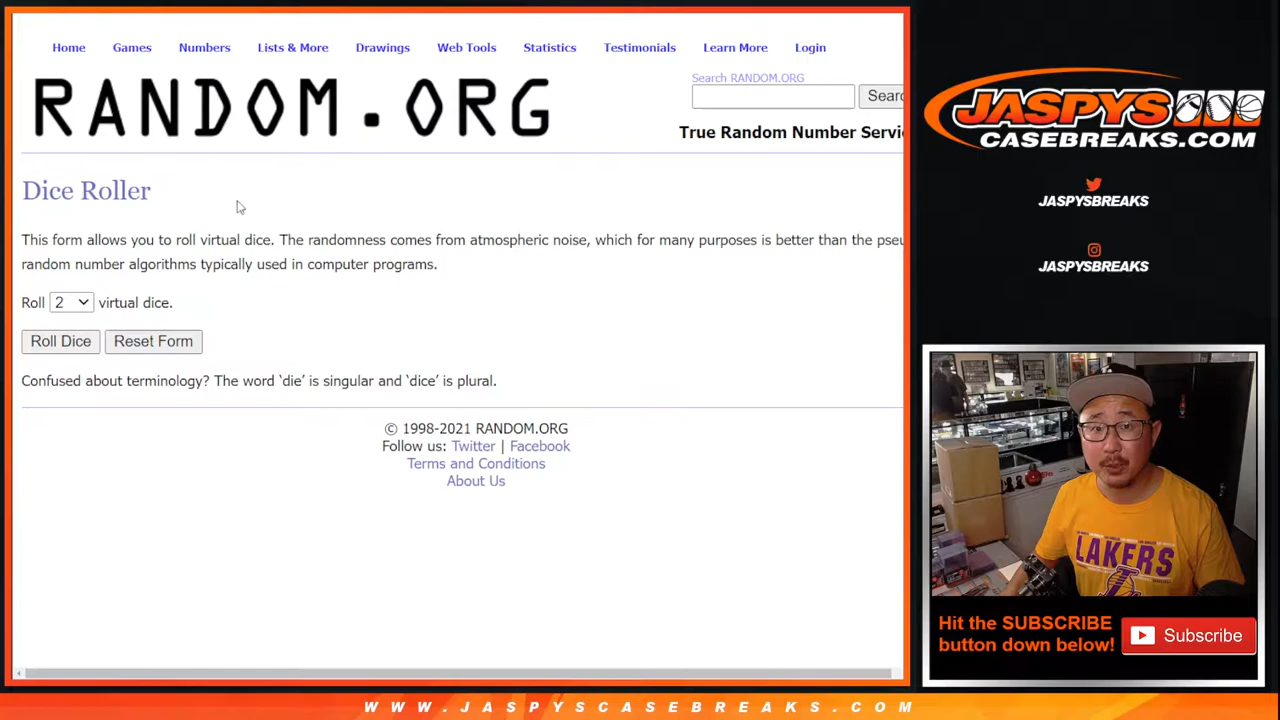 Home Games Numbers Lists & More Drawings Web Tools Statistics Testimonials Learn More Login
RANDOM.ORG
Search RANDOM.ORG
Searc
True Random Number Servi
Dice Roller
This form allows you to roll virtual dice. The randomness comes from atmospheric noise, which for many purposes is better than the pseu
random number algorithms typically used in computer programs.
Roll 2 virtual dice.
Roll Dice Reset Form
Confused about terminology? The word ‘die’ is singular and ‘dice’ is plural.
© 1998-2021 RANDOM.ORG
Follow us: Twitter | Facebook
Terms and Conditions
About Us
JASPYS
CASEBREAKS.COM
JASPYSBREAKS
JASPYSBREAKS
LAKERS
Hit the SUBSCRIBE
button down below!
Subscribe
WWW.JASPYSCASEBREAKS.COM